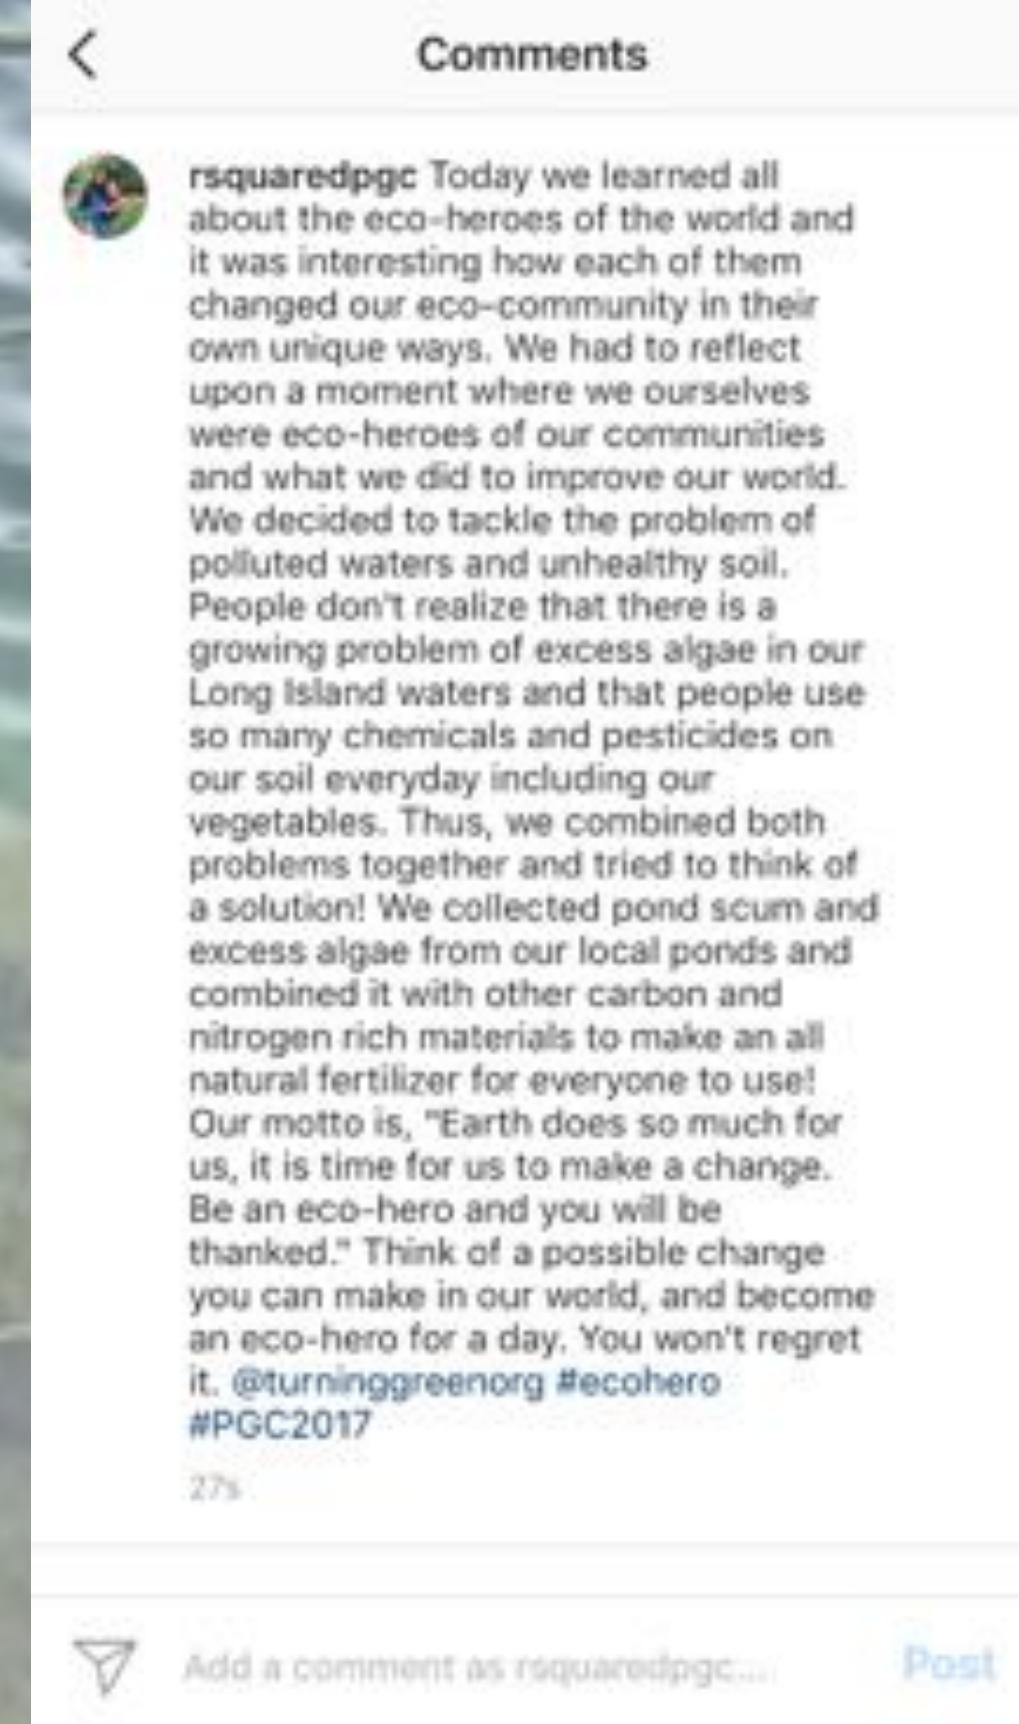 Comments
rsquaredpgc Today we learned all
about the eco-heroes of the world and
it was interesting how each of them
changed our eco-community in their
own unique ways. We had to reflect
upon a moment where we ourselves
were eco-heroes of our communities
and what we did to improve our world.
We decided to tackle the problem of
polluted waters and unhealthy soil.
People don't realize that there is a
growing problem of excess algae in our
Long Island waters and that people use
so many chemicals and pesticides on
our soil everyday including our
vegetables. Thus, we combined both
problems together and tried to think of
a solution! We collected pond scum and
excess algae from our local ponds and
combined it with other carbon and
nitrogen rich materials to make an all
natural fertilizer for everyone to use!
Our motto is, "Earth does so much for
us, it is time for us to make a change.
Be an eco-hero and you will be
thanked." Think of a possible change
you can make in our world, and become
an eco-hero for a day. You won't regret
it. @turninggreenorg #ecohero
#PGC2017
27s
Add a comment as rsquaredpgc... Post